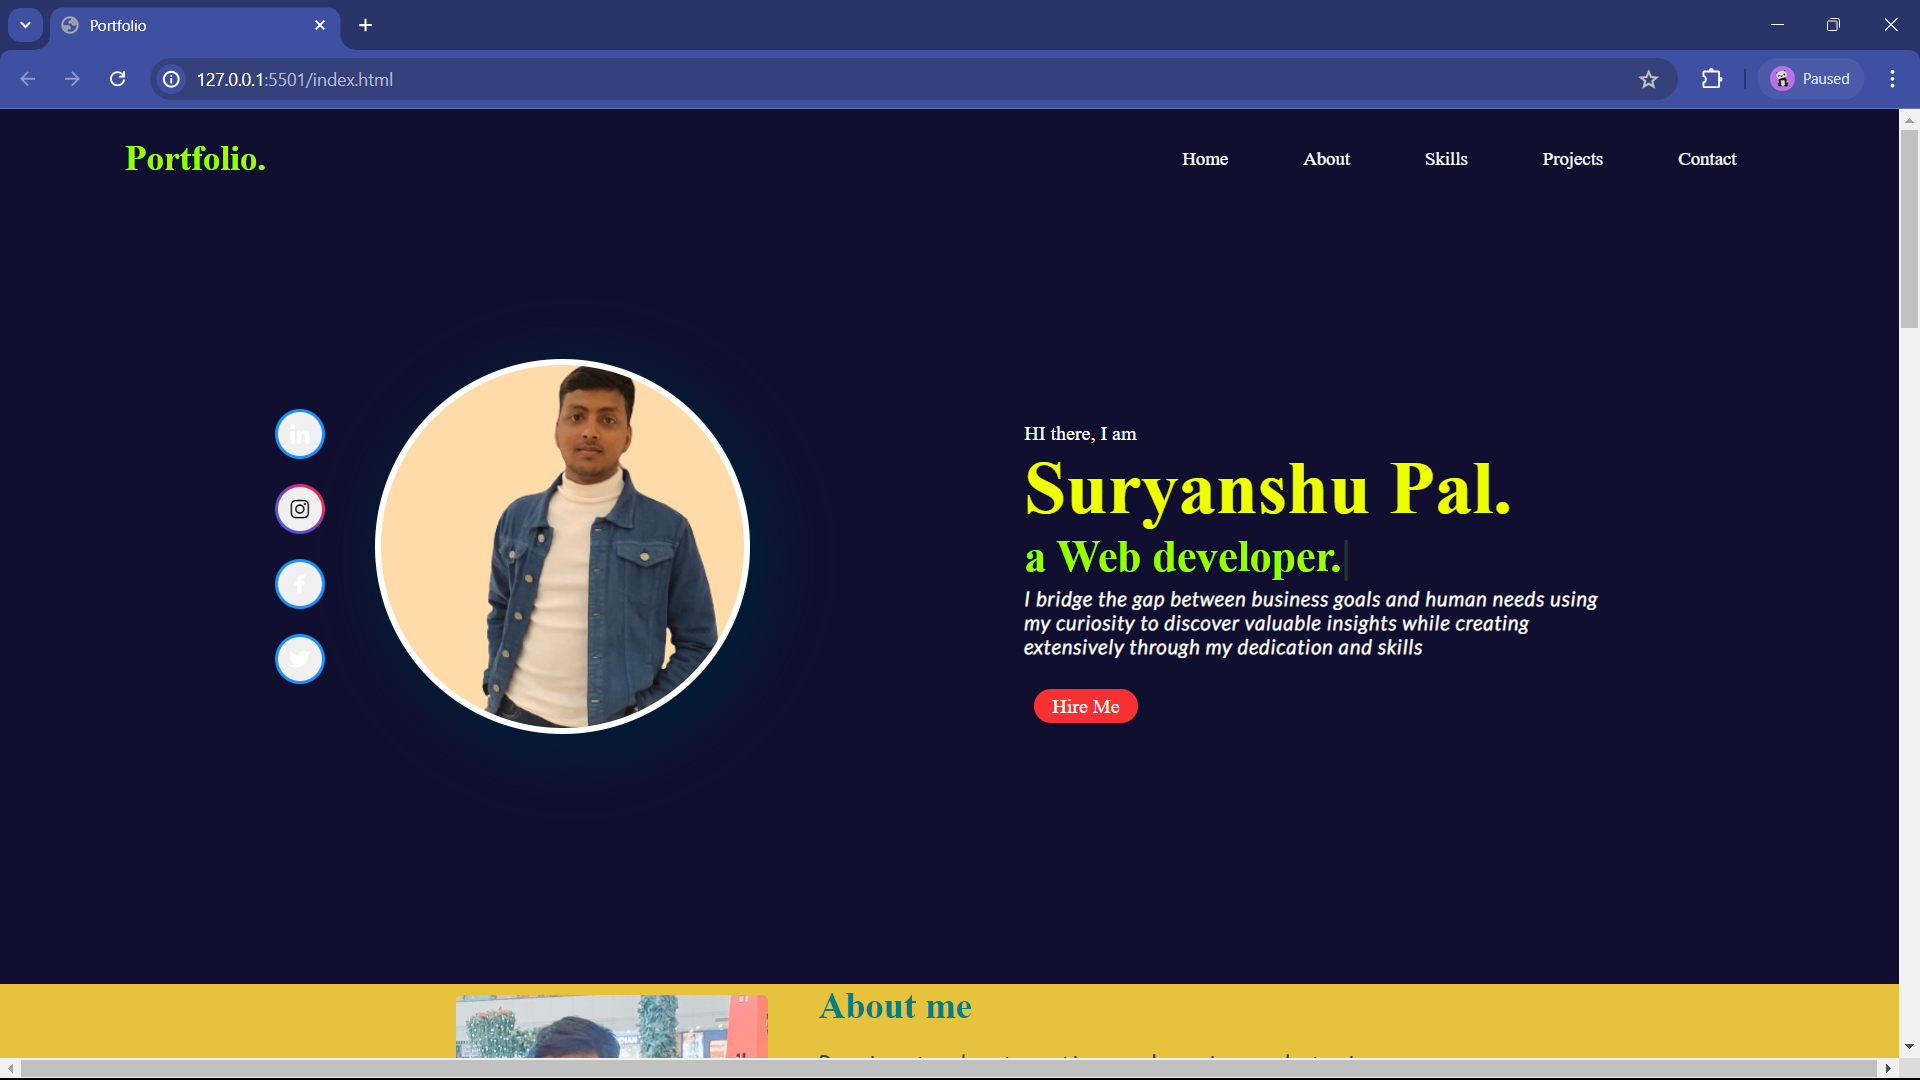 Portfolio
127.0.0.1:5501/index.html
Paused
Portfolio.
Home About Skills Projects Contact
HI there, I am
Suryanshu Pal.
a Web developer.
I bridge the gap between business goals and human needs using
my curiosity to discover valuable insights while creating
extensively through my dedication and skills
Hire Me
About me